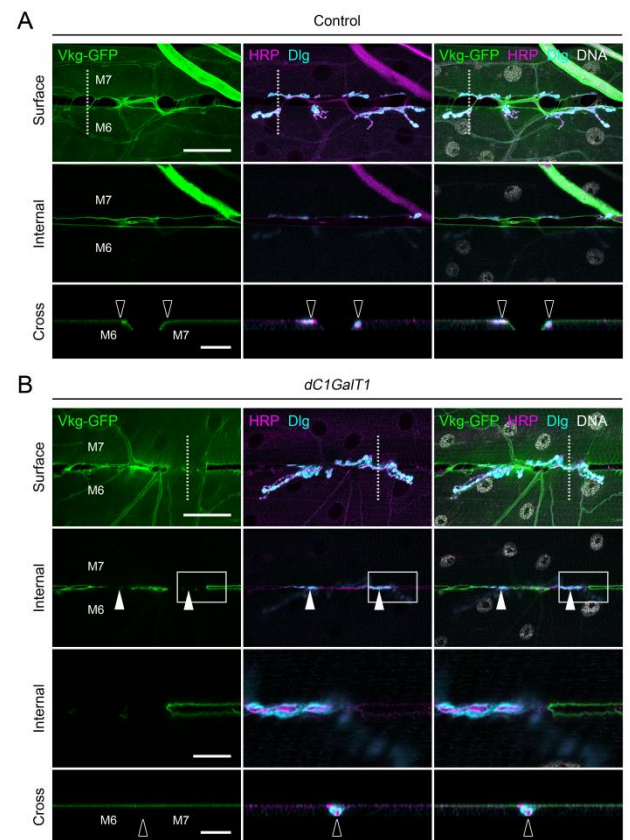 A
Control
Vkg-GFP HRP Dlg Vkg-GFP HRP Dlg DNA
Surface
M7
M6
Internal
M7
M6
Cross
M6 M7
B
dC1GalT1
Vkg-GFP HRP Dlg Vkg-GFP HRP Dlg DNA
Surface
M7
M6
Internal
M7
M6
Internal
Cross
M6 M7